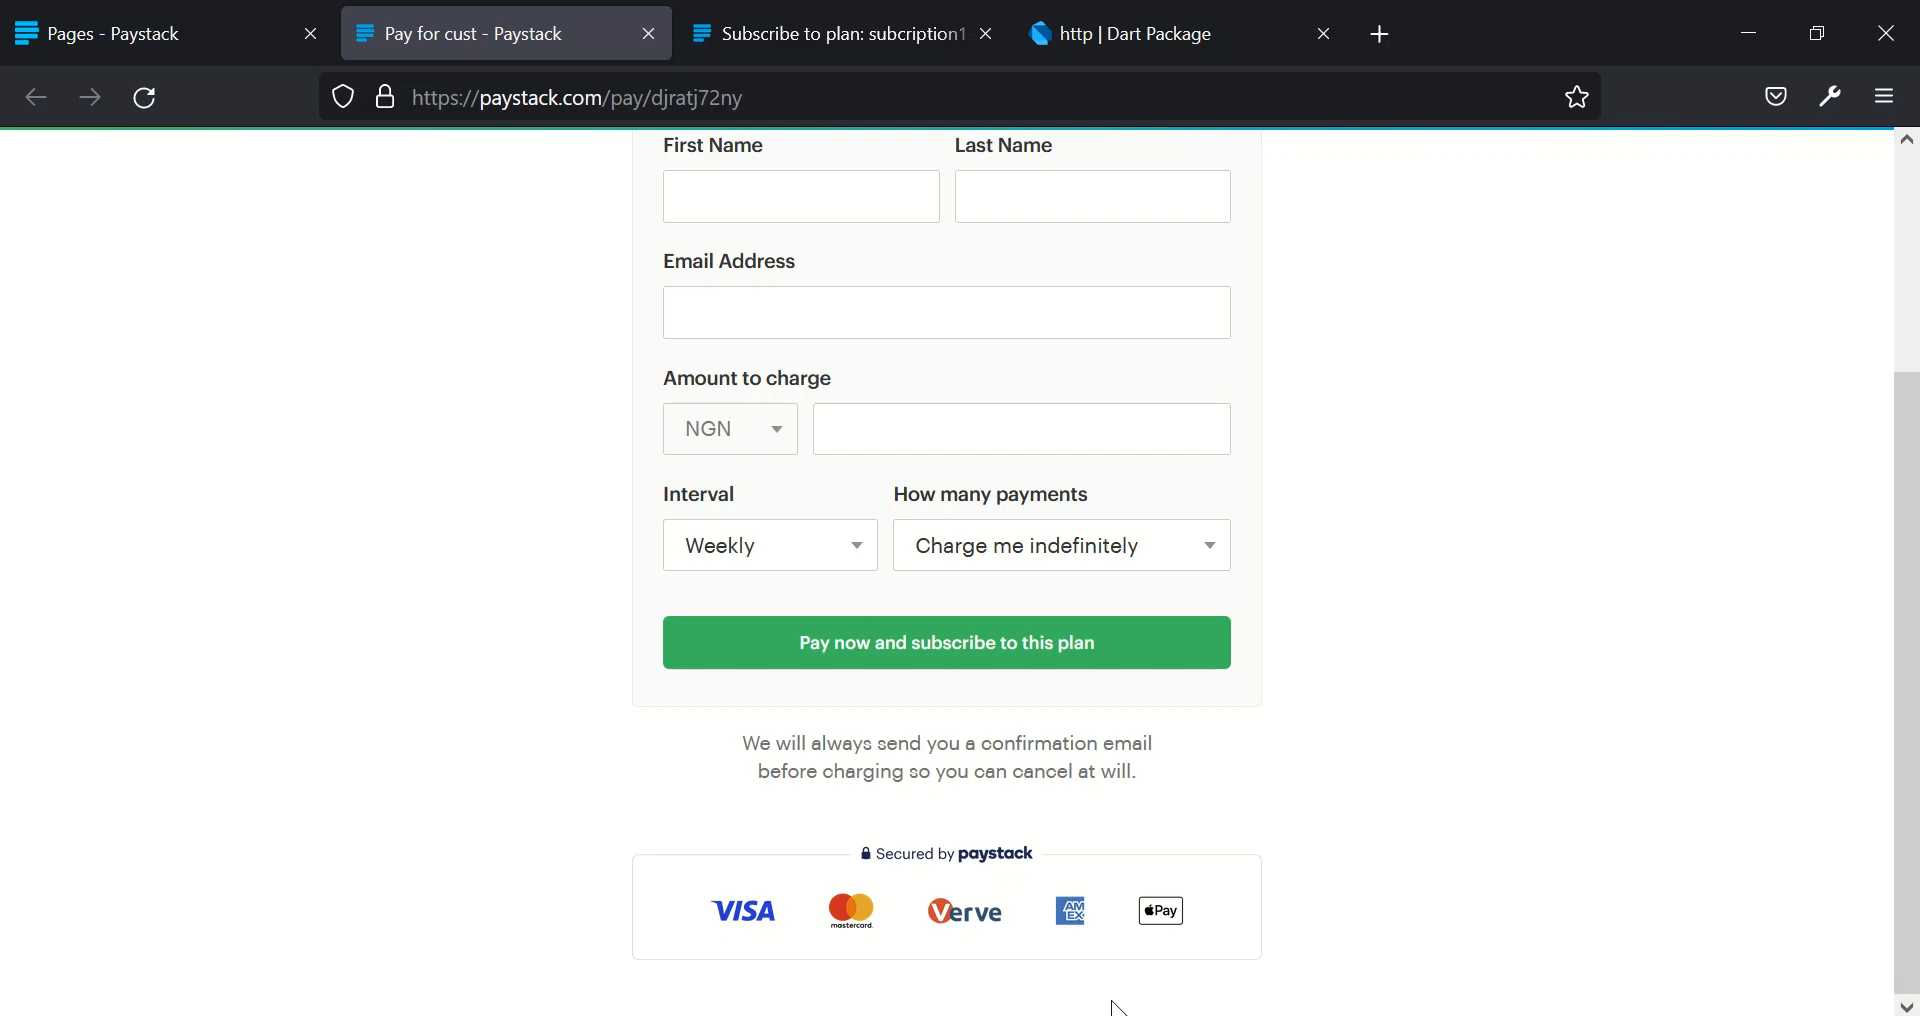 Pages - Paystack
Pay for cust - Paystack
Subscribe to plan: subcription1
http | Dart Package
https://paystack.com/pay/djratj72ny
First Name
Last Name
Email Address
Amount to charge
NGN
Interval
How many payments
Weekly
Charge me indefinitely
Pay now and subscribe to this plan
We will always send you a confirmation email
before charging so you can cancel at will.
Secured by paystack
VISA
mastercard.
Verve
AM
EX
Pay